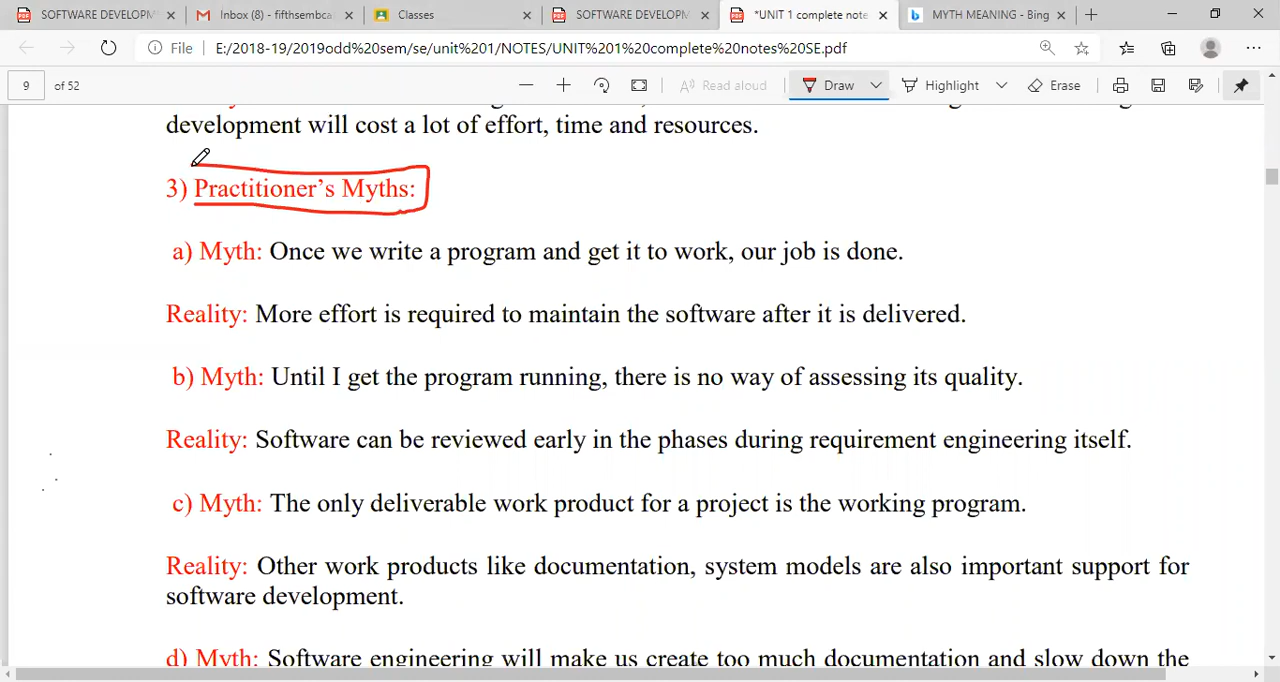 SOFTWARE DEVELOPM
Inbox (8) - fifthsembca
Classes
SOFTWARE DEVELOPM
*UNIT 1 complete note
MYTH MEANING - Bing
File
E:/2018-19/2019odd%20sem/se/unit%201/NOTES/UNIT%201%20complete%20notes%20SE.pdf
9 of 52
Read aloud
Draw
Highlight
Erase
development will cost a lot of effort, time and resources.
3) Practitioner’s Myths:
a) Myth: Once we write a program and get it to work, our job is done.
Reality: More effort is required to maintain the software after it is delivered.
b) Myth: Until I get the program running, there is no way of assessing its quality.
Reality: Software can be reviewed early in the phases during requirement engineering itself.
c) Myth: The only deliverable work product for a project is the working program.
Reality: Other work products like documentation, system models are also important support for
software development.
d) Myth: Software engineering will make us create too much documentation and slow down the